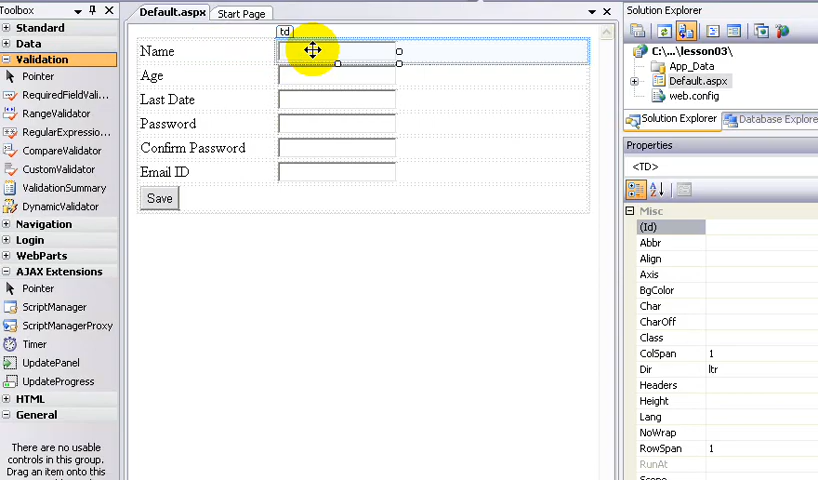 Toolbox
Standard
Data
Validation
Pointer
RequiredFieldVali...
RangeValidator
RegularExpressio...
CompareValidator
CustomValidator
ValidationSummary
DynamicValidator
Navigation
Login
WebParts
AJAX Extensions
Pointer
ScriptManager
ScriptManagerProxy
Timer
UpdatePanel
UpdateProgress
HTML
General
There are no usable
controls in this group.
Drag an item onto this
Default.aspx
Start Page
td
Name
Age
Last Date
Password
Confirm Password
Email ID
Save
Solution Explorer
C:\...\lesson03\
App_Data
Default.aspx
web.config
Solution Explorer
Database Explore
Properties
<TD>
Misc
(Id)
Abbr
Align
Axis
BgColor
Char
CharOff
Class
ColSpan 1
Dir ltr
Headers
Height
Lang
NoWrap
RowSpan 1
RunAt